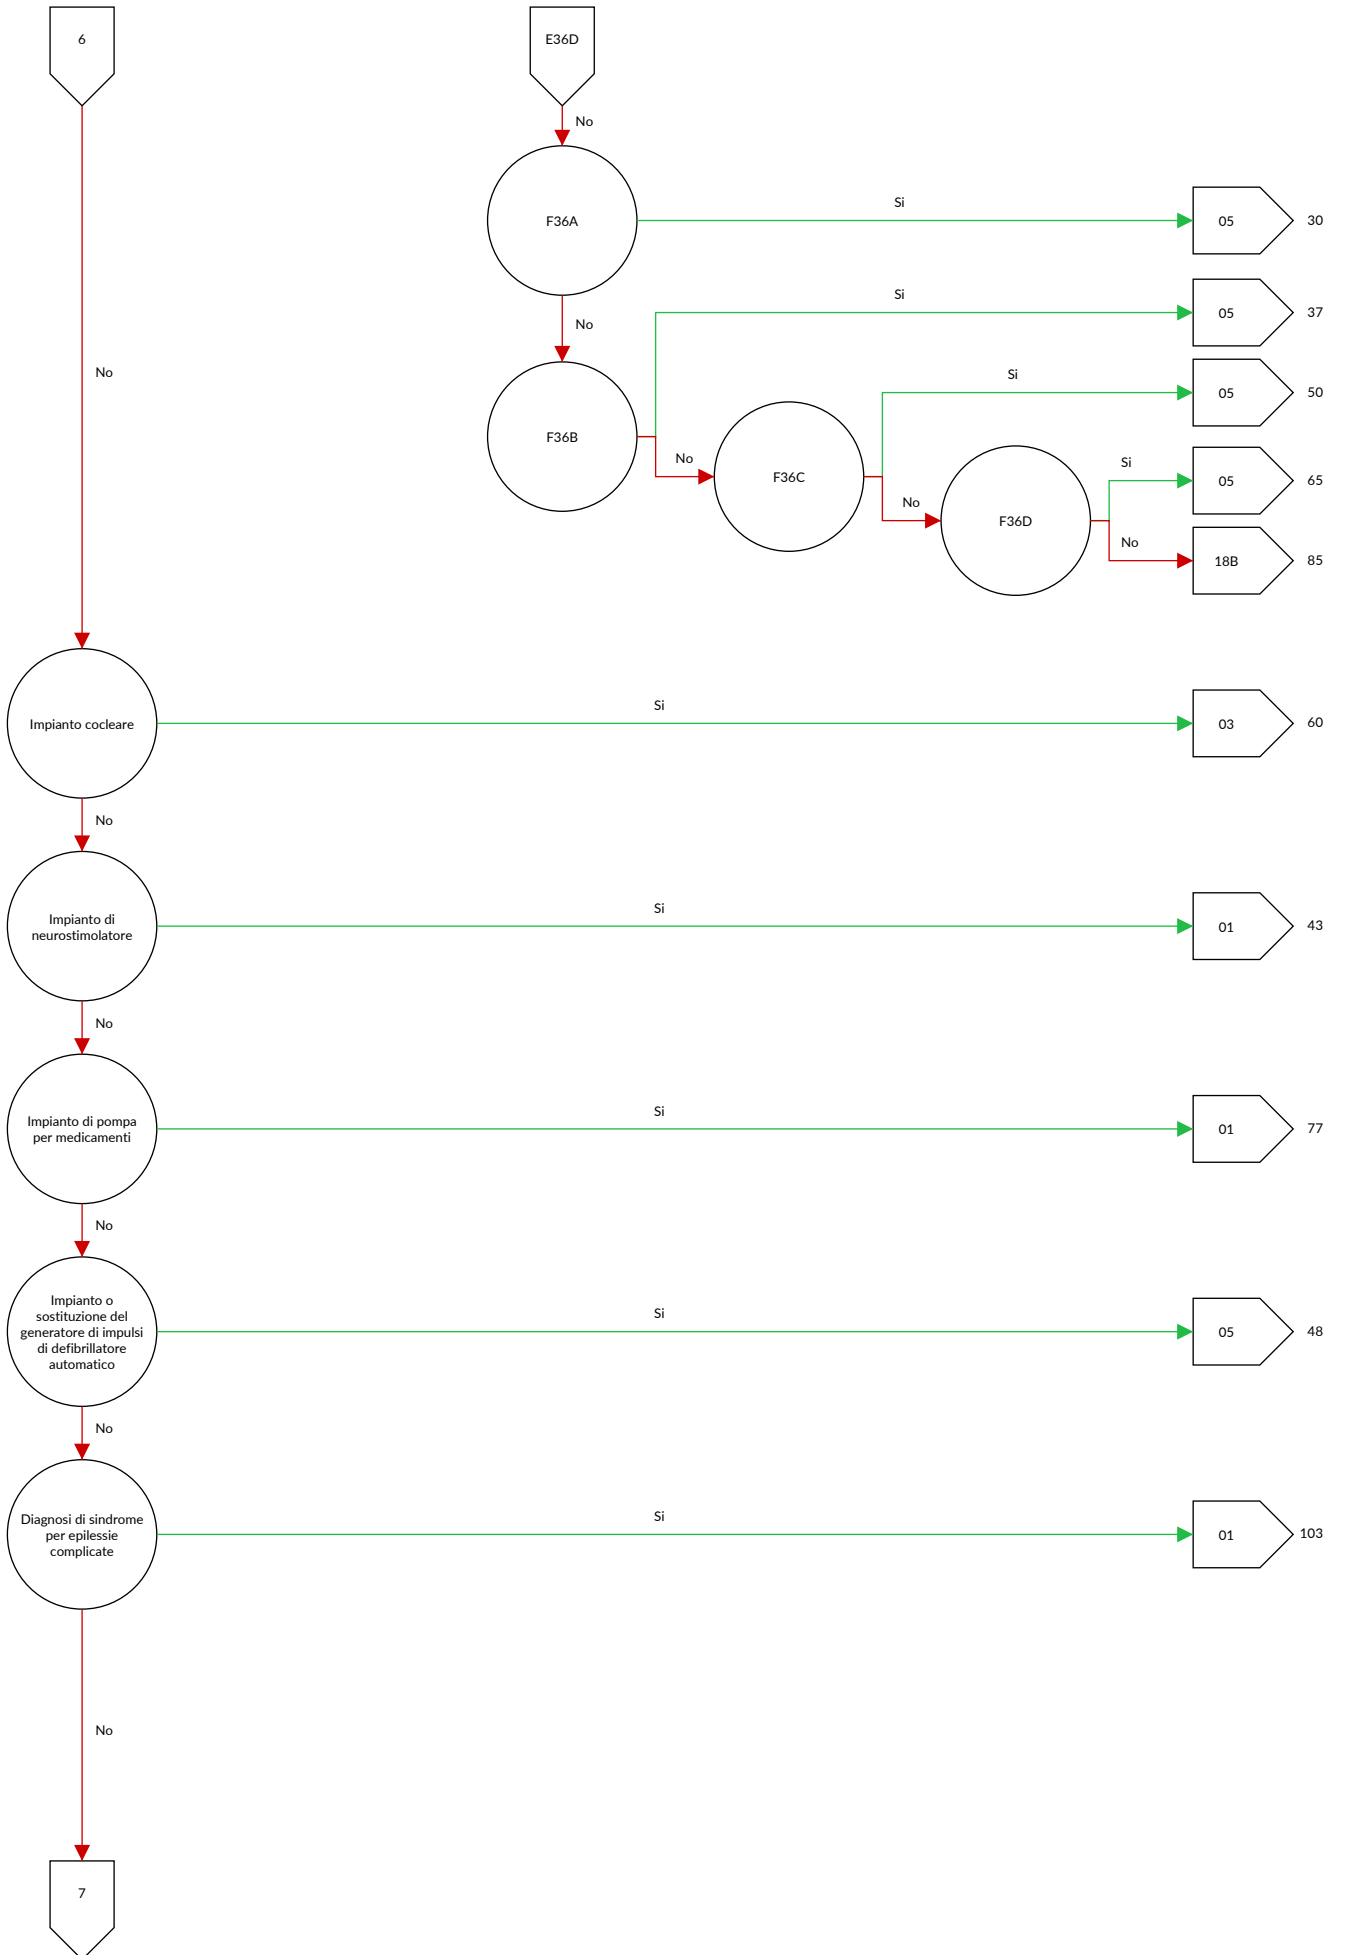 6
E36D
No
F36A
Si
05
30
No
Si
05
37
F36B
No
Si
05
50
F36C
No
Si
05
65
F36D
No
18B
85
No
Impianto cocleare
Si
03
60
No
Impianto di
neurostimolatore
Si
01
43
No
Impianto di pompa
per medicamenti
Si
01
77
No
Impianto o
sostituzione del
generatore di impulsi
di defibrillatore
automatico
Si
05
48
No
Diagnosi di sindrome
per epilessie
complicate
Si
01
103
No
7